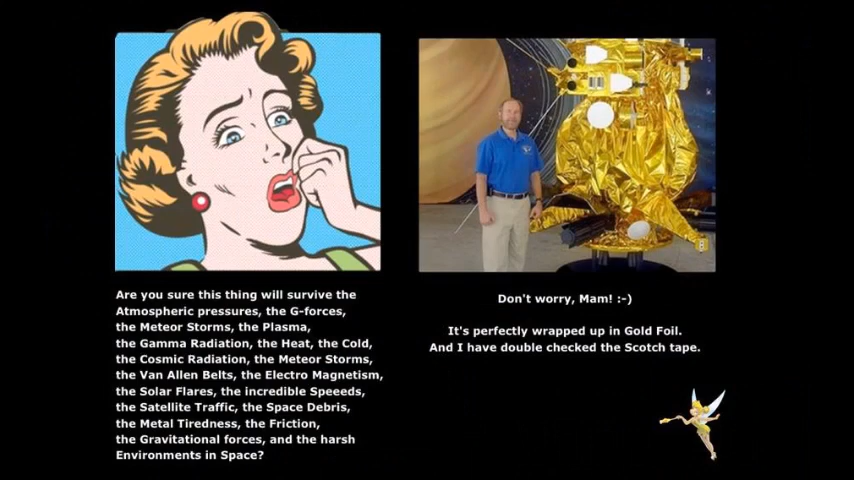 Are you sure this thing will survive the
Atmospheric pressures, the G-forces,
the Meteor Storms, the Plasma,
the Gamma Radiation, the Heat, the Cold,
the Cosmic Radiation, the Meteor Storms,
the Van Allen Belts, the Electro Magnetism,
the Solar Flares, the incredible Speeeds,
the Satellite Traffic, the Space Debris,
the Metal Tiredness, the Friction,
the Gravitational forces, and the harsh
Environments in Space?
Don't worry, Mam! :-)
It's perfectly wrapped up in Gold Foil.
And I have double checked the Scotch tape.